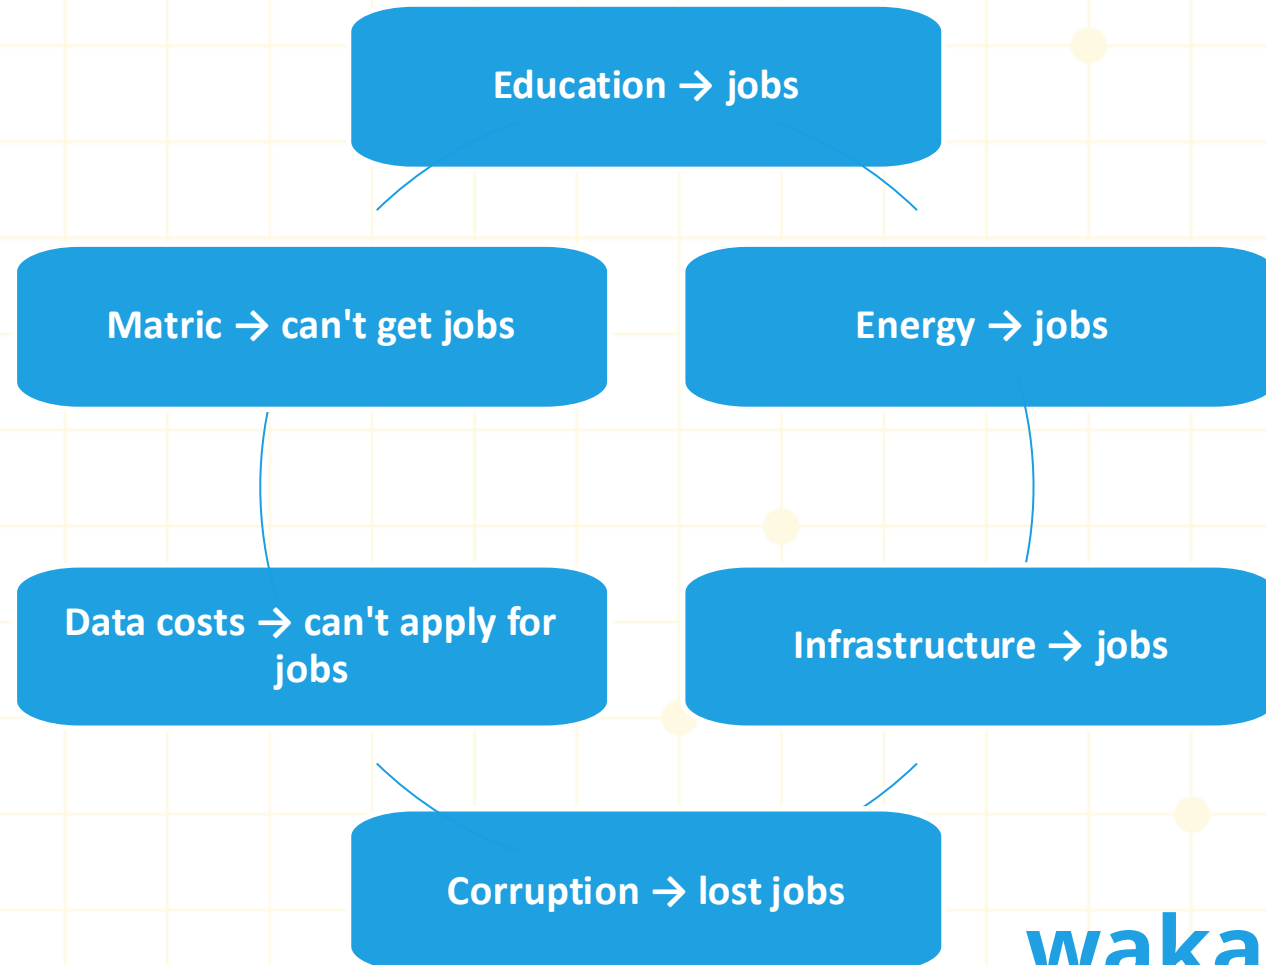 Education → jobs
Matric → can't get jobs
Energy → jobs
Data costs → can't apply for
jobs
Infrastructure → jobs
Corruption → lost jobs
waka